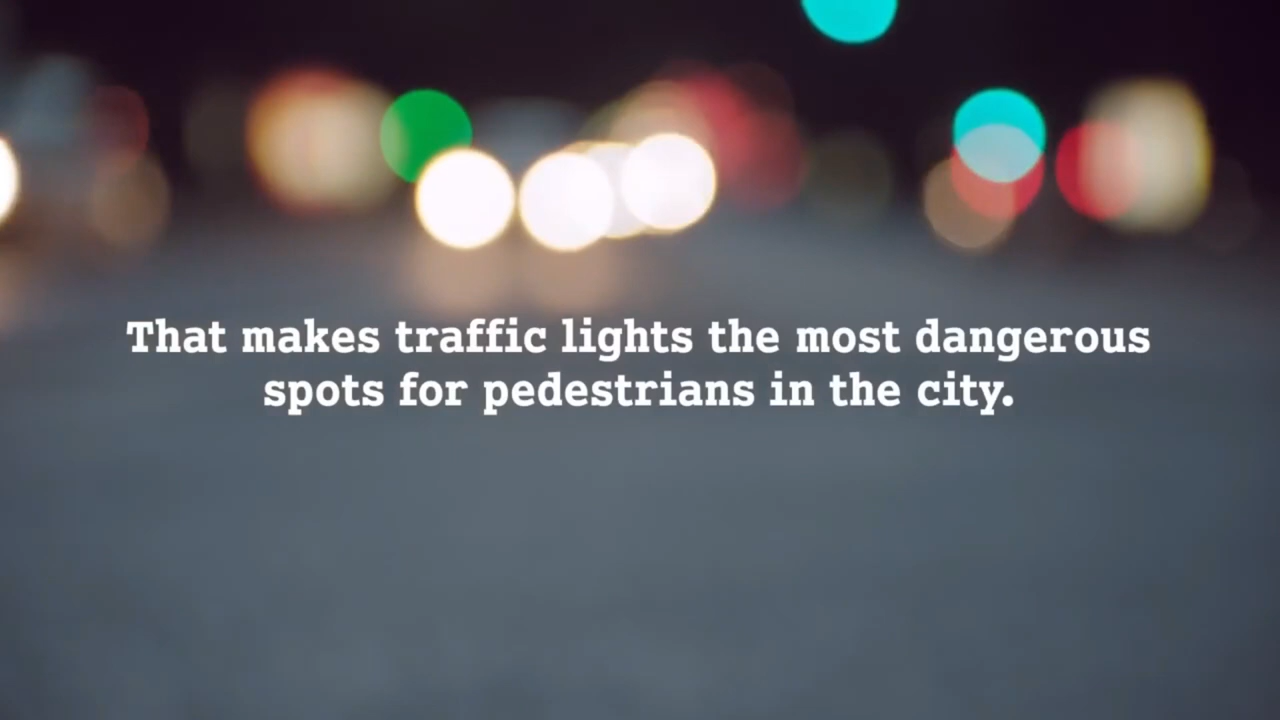 That makes traffic lights the most dangerous
spots for pedestrians in the city.